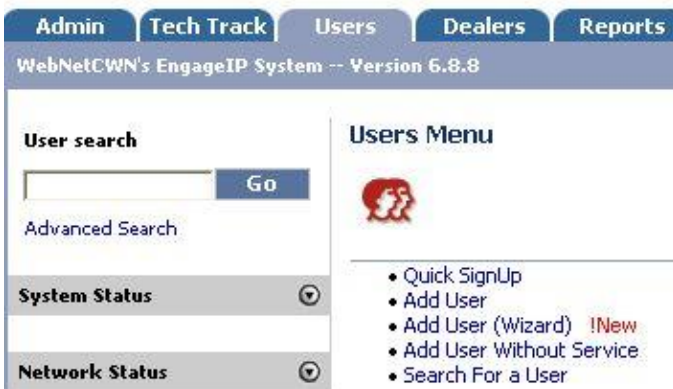 Admin Tech Track Users Dealers Reports
WebNetCWN's EngageIP System -- Version 6.8.8
User search
Go
Advanced Search
System Status
Network Status
Users Menu
Quick SignUp
Add User
Add User (Wizard) !New
Add User Without Service
Search For a User